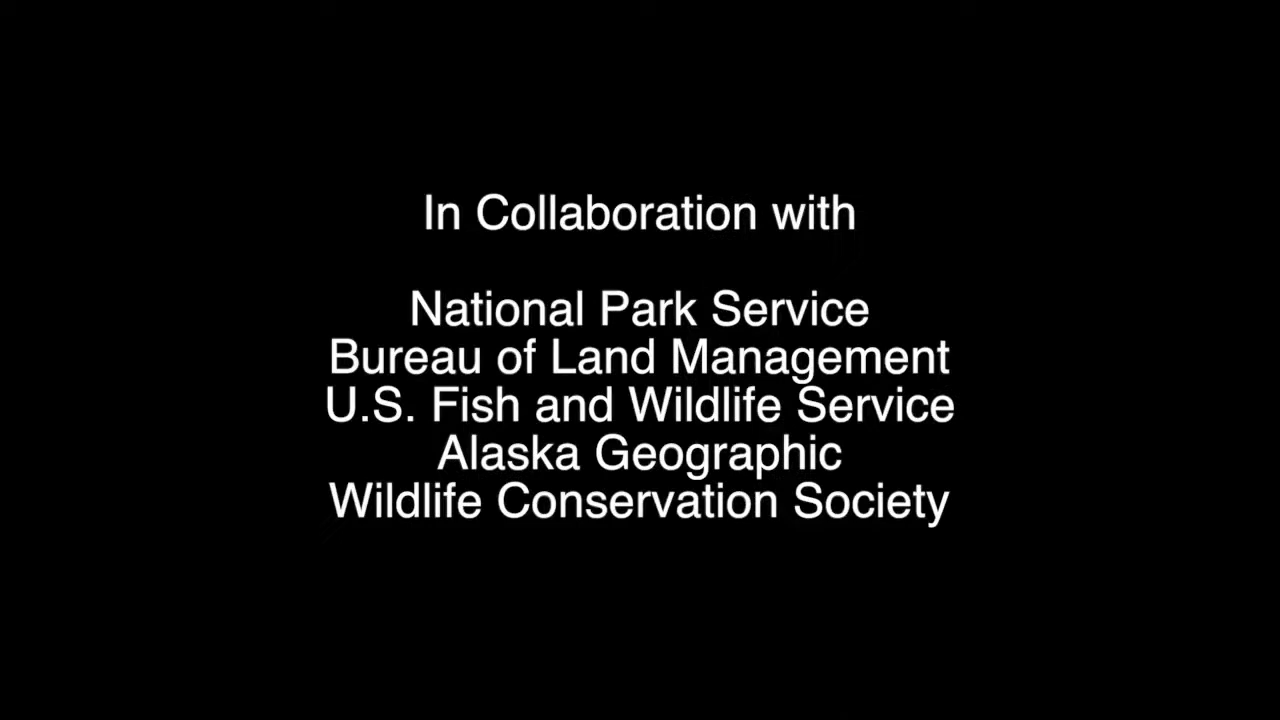 In Collaboration with
National Park Service
Bureau of Land Management
U.S. Fish and Wildlife Service
Alaska Geographic
Wildlife Conservation Society